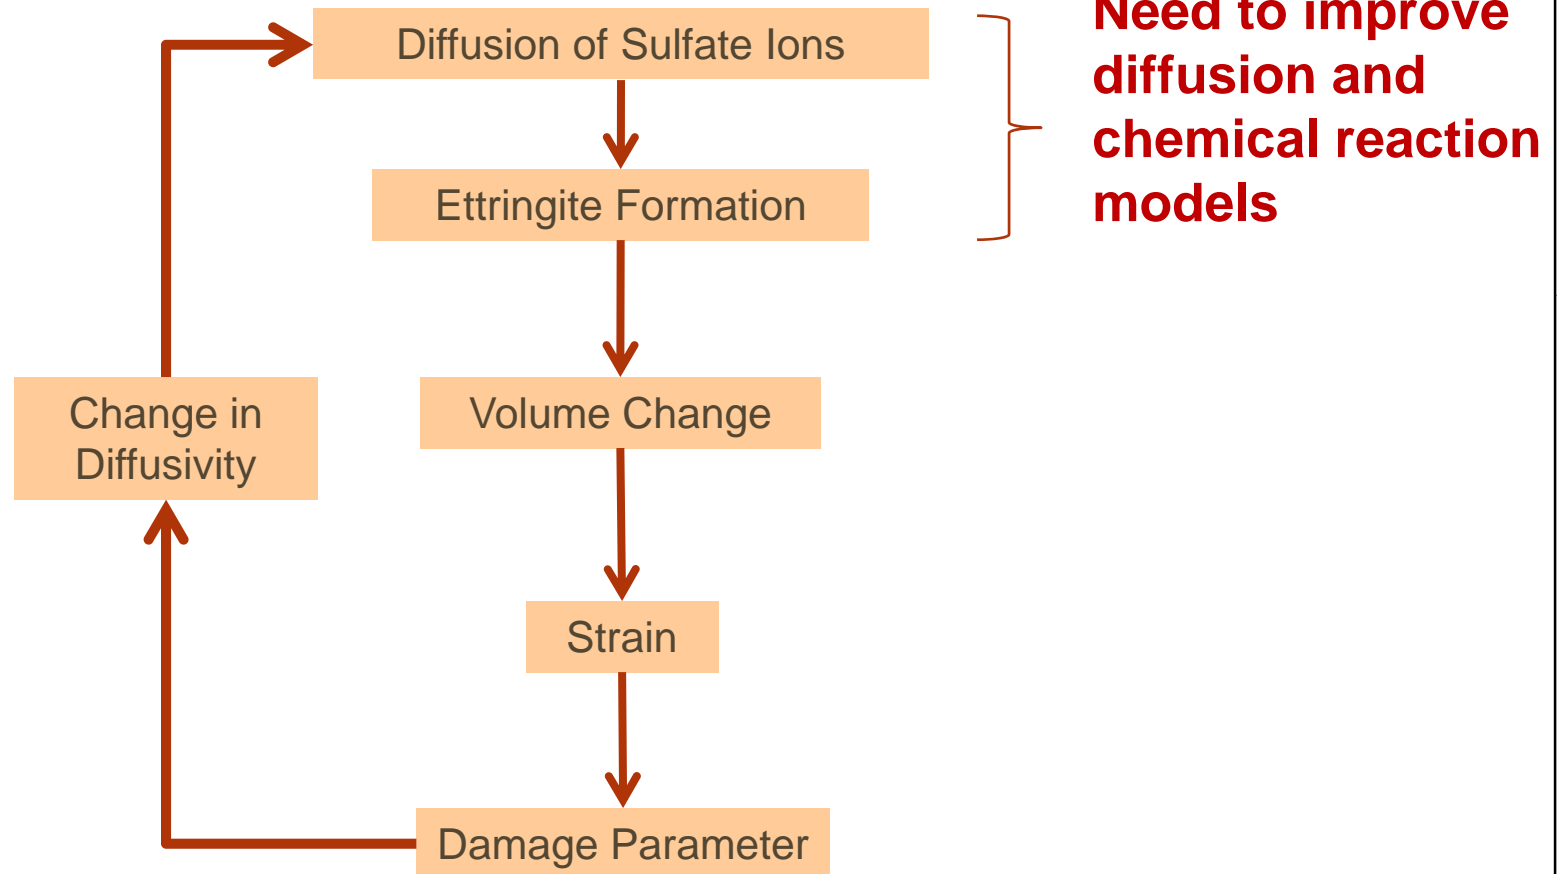 Diffusion of Sulfate Ions
Need to improve
diffusion and
chemical reaction
models
Ettringite Formation
Change in
Diffusivity
Volume Change
Strain
Damage Parameter